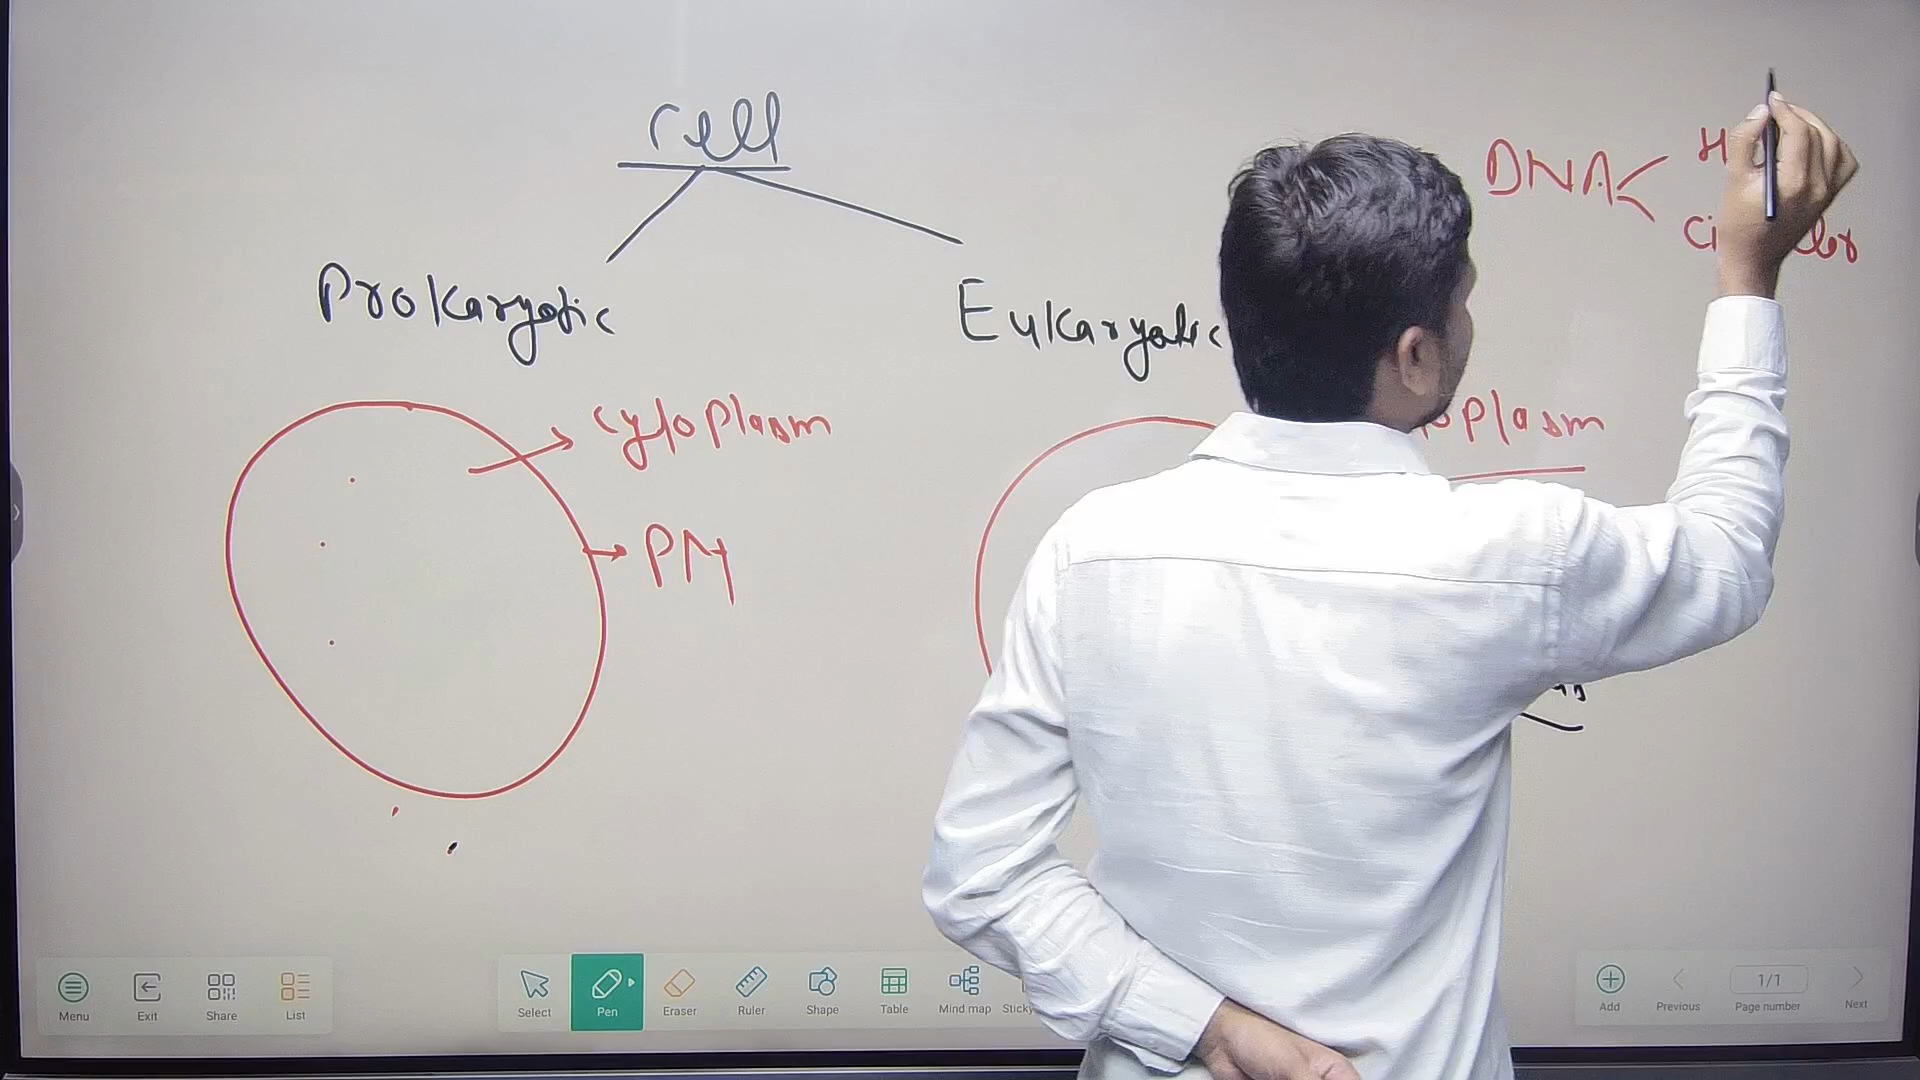 Cell
DNA
Prokaryotic
Eukaryotic
Cytoplasm
Plasm
PM
Menu
Exit
Share
List
Select
Pen
Eraser
Ruler
Shape
Table
Mind map
Sticky
Add
Previous
1/1
Page number
Next